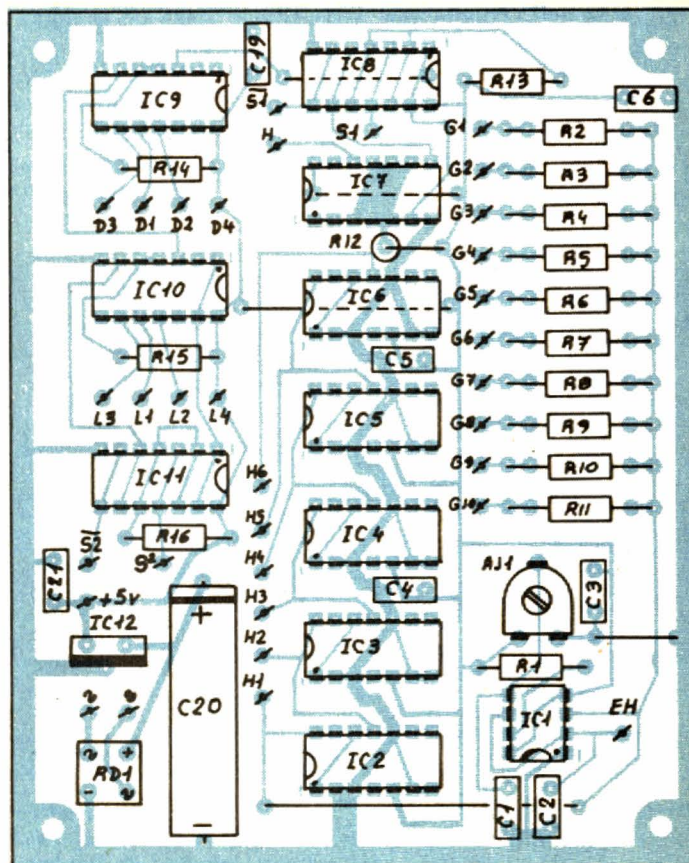 C19
IC8
IC9
S1
R13
C6
H
S1
G1
R2
R14
IC7
G2
R3
D3 D1 D2 D4
G3
R4
R12
G4
R5
IC10
IC6
G5
R6
G6
R7
R15
C5
G7
R8
L3 L1 L2 L4
IC5
G8
R9
IC11
G9
R10
H6
G10
R11
H5
R16
IC4
S2
S2
H4
AJ1
C21
+5v
C4
C3
IC12
+
H3
IC3
H2
R1
C20
H1
IC1
EH
~ ~
~ +
RD1
- ~
IC2
C1
C2
-